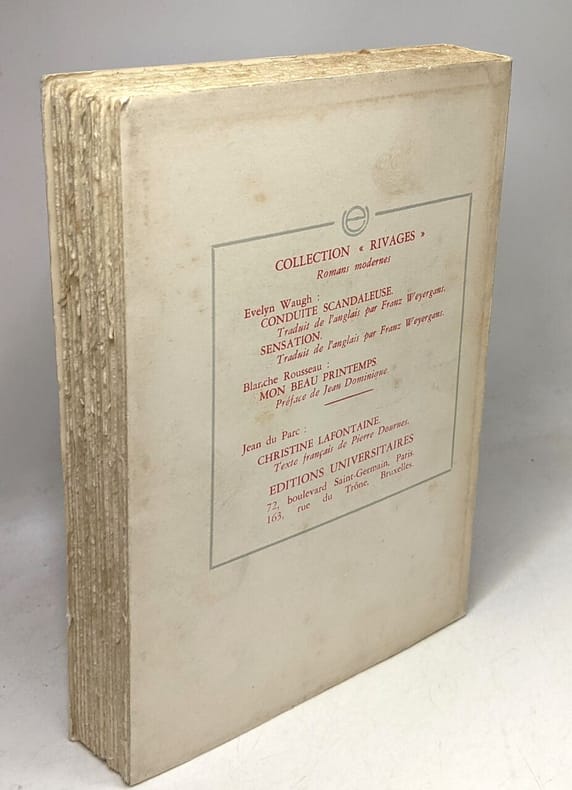 COLLECTION « RIVAGES »
Romans modernes
Evelyn Waugh :
CONDUITE SCANDALEUSE.
Traduit de l'anglais par Franz Weyergans.
SENSATION.
Traduit de l'anglais par Franz Weyergans.
Blanche Rousseau :
MON BEAU PRINTEMPS
Préface de Jean Dominique
Jean du Parc :
CHRISTINE LAFONTAINE.
Texte français de Pierre Dournes.
EDITIONS UNIVERSITAIRES
72, boulevard Saint-Germain, Paris.
163, rue du Trône, Bruxelles.